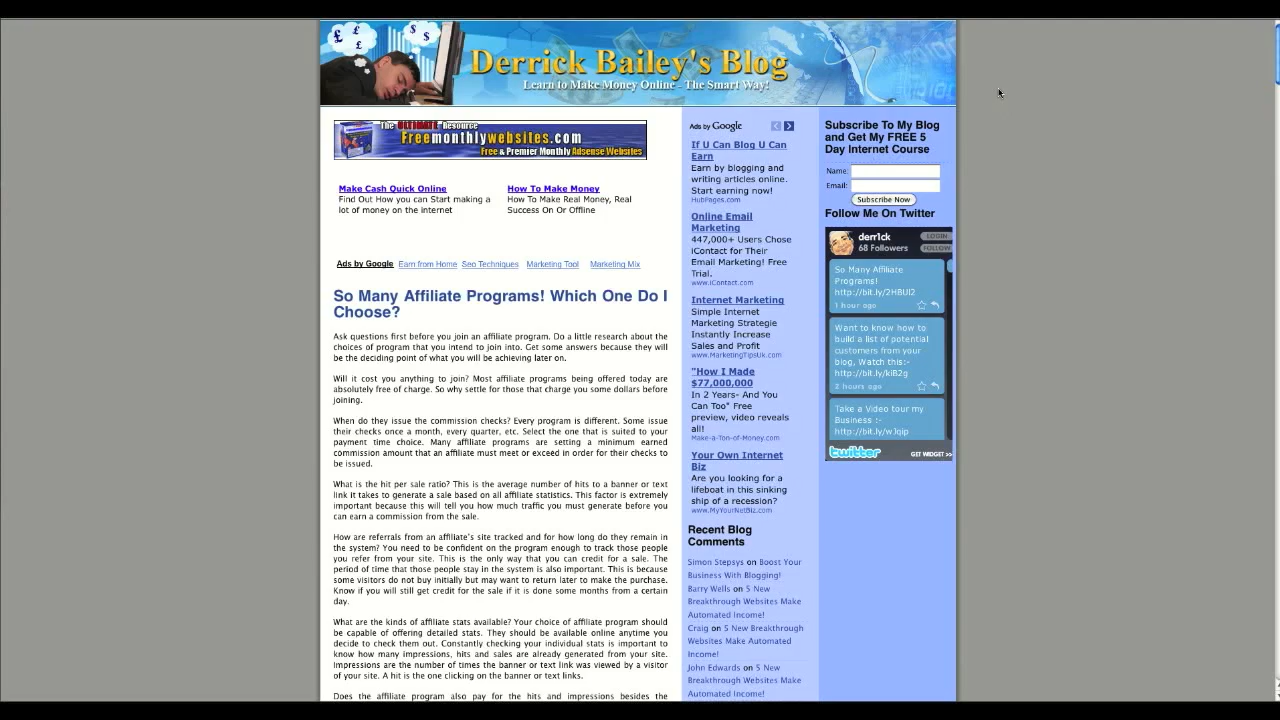 £
£
£
$
$
Derrick Bailey's Blog
Learn to Make Money Online - The Smart Way!
The ULTIMATE Resource
Freemonthlywebsites.com
Free & Premier Monthly Adsense Websites
Make Cash Quick Online
Find Out How you can Start making a
lot of money on the internet
How To Make Money
How To Make Real Money, Real
Success On Or Offline
Ads by Google Earn from Home Seo Techniques Marketing Tool Marketing Mix
So Many Affiliate Programs! Which One Do I
Choose?
Ask questions first before you join an affiliate program. Do a little research about the
choices of program that you intend to join into. Get some answers because they will
be the deciding point of what you will be achieving later on.
Will it cost you anything to join? Most affiliate programs being offered today are
absolutely free of charge. So why settle for those that charge you some dollars before
joining.
When do they issue the commission checks? Every program is different. Some issue
their checks once a month, every quarter, etc. Select the one that is suited to your
payment time choice. Many affiliate programs are setting a minimum earned
commission amount that an affiliate must meet or exceed in order for their checks to
be issued.
What is the hit per sale ratio? This is the average number of hits to a banner or text
link it takes to generate a sale based on all affiliate statistics. This factor is extremely
important because this will tell you how much traffic you must generate before you
can earn a commission from the sale.
How are referrals from an affiliate's site tracked and for how long do they remain in
the system? You need to be confident on the program enough to track those people
you refer from your site. This is the only way that you can credit for a sale. The
period of time that those people stay in the system is also important. This is because
some visitors do not buy initially but may want to return later to make the purchase.
Know if you will still get credit for the sale if it is done some months from a certain
day.
What are the kinds of affiliate stats available? Your choice of affiliate program should
be capable of offering detailed stats. They should be available online anytime you
decide to check them out. Constantly checking your individual stats is important to
know how many impressions, hits and sales are already generated from your site.
Impressions are the number of times the banner or text link was viewed by a visitor
of your site. A hit is the one clicking on the banner or text links.
Does the affiliate program also pay for the hits and impressions besides the
Ads by Google
If U Can Blog U Can
Earn
Earn by blogging and
writing articles online.
Start earning now!
HubPages.com
Online Email
Marketing
447,000+ Users Chose
iContact for Their
Email Marketing! Free
Trial.
www.iContact.com
Internet Marketing
Simple Internet
Marketing Strategie
Instantly Increase
Sales and Profit
www.MarketingTipsUk.com
"How I Made
$77,000,000
In 2 Years- And You
Can Too" Free
preview, video reveals
all!
Make-a-Ton-of-Money.com
Your Own Internet
Biz
Are you looking for a
lifeboat in this sinking
ship of a recession?
www.MyYourNetBiz.com
Recent Blog
Comments
Simon Stepsys on Boost Your
Business With Blogging!
Barry Wells on 5 New
Breakthrough Websites Make
Automated Income!
Craig on 5 New Breakthrough
Websites Make Automated
Income!
John Edwards on 5 New
Breakthrough Websites Make
Automated Income!
Subscribe To My Blog
and Get My FREE 5
Day Internet Course
Name:
Email:
Subscribe Now
Follow Me On Twitter
derr1ck
68 Followers
LOGIN
FOLLOW
So Many Affiliate
Programs!
http://bit.ly/2H8Ul2
1 hour ago
Want to know how to
build a list of potential
customers from your
blog, Watch this:-
http://bit.ly/kiB2g
2 hours ago
Take a Video tour my
Business :-
http://bit.ly/wJqip
twitter
GET WIDGET >>